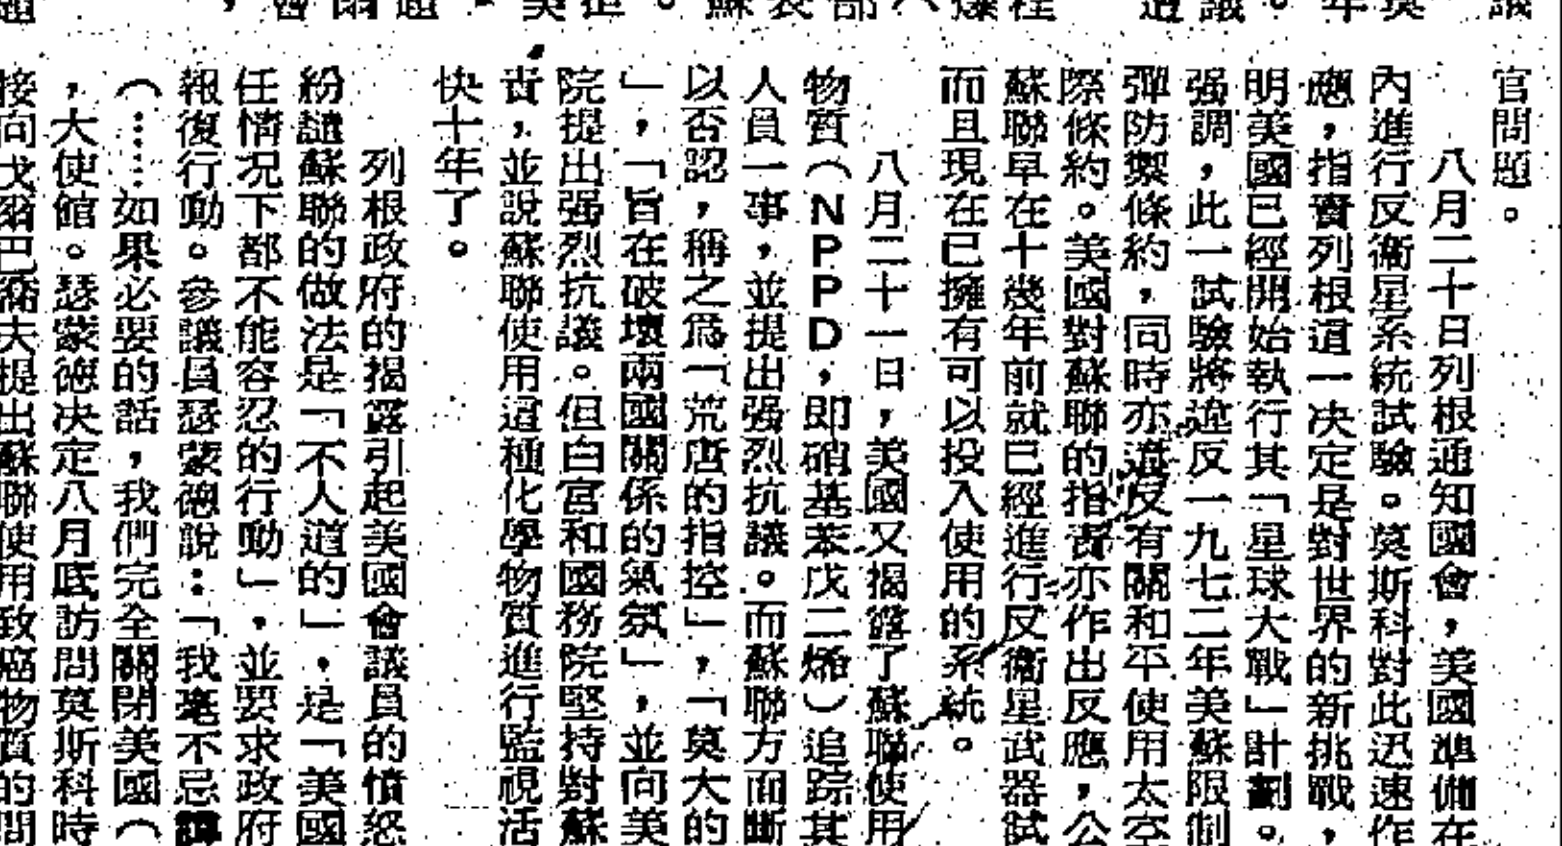 官問題。
八月二十日列根通知國會，美國準備在
內進行反衞星系統試驗。莫斯科對此迅速作
應，指責列根這一决定是對世界的新挑戰，
明美國已經開始執行其「星球大戰」計劃。
强調，此一試驗將違反一九七二年美蘇限制
彈防禦條約，同時亦違反有關和平使用太空
際條約。美國對蘇聯的指責亦作出反應，公
蘇聯早在十幾年前就已經進行反衞星武器試
而且現在已擁有可以投入使用的系統。
八月二十一日，美國又揭露了蘇聯使用
物質（NPPD，即硝基苯戊二烯）追踪其
人員一事，並提出强烈抗議。而蘇聯方面斷
以否認，稱之爲「荒唐的指控」，「莫大的
」，「旨在破壞兩國關係的氣氛」，並向美
院提出强烈抗議。但白宮和國務院堅持對蘇
責，並說蘇聯使用這種化學物質進行監視活
快十年了。
列根政府的揭露引起美國會議員的憤怒
紛譴蘇聯的做法是「不人道的」，是「美國
任情况下都不能容忍的行動」，並要求政府
報復行動。參議員瑟蒙德說：「我毫不忌諱
（……如果必要的話，我們完全關閉美國（
，大使館。瑟蒙德决定八月底訪問莫斯科時
接向戈爾巴喬夫提出蘇聯使用致癌物質的問